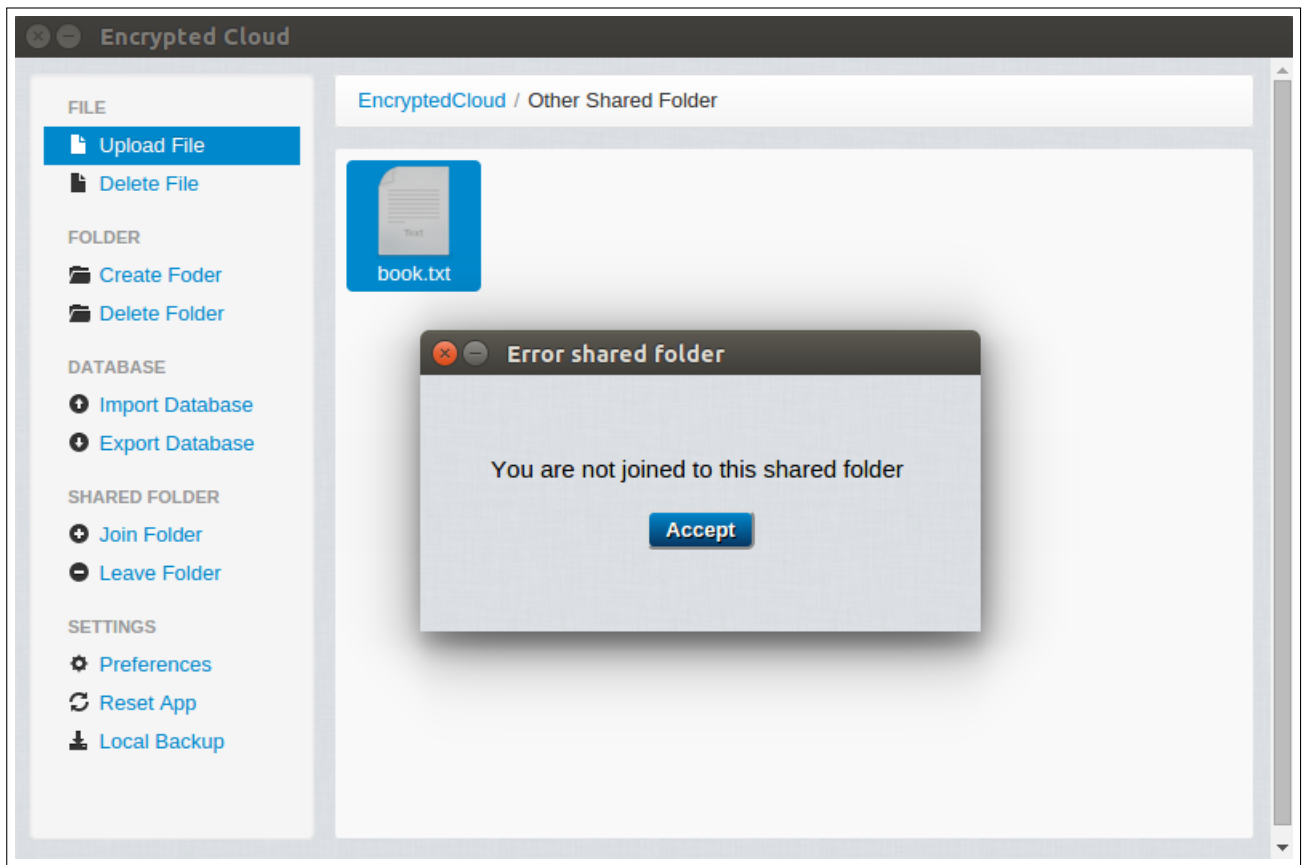 Encrypted Cloud
FILE
Upload File
Delete File
FOLDER
Create Foder
Delete Folder
DATABASE
Import Database
Export Database
SHARED FOLDER
Join Folder
Leave Folder
SETTINGS
Preferences
Reset App
Local Backup
EncryptedCloud / Other Shared Folder
Text
book.txt
Error shared folder
You are not joined to this shared folder
Accept